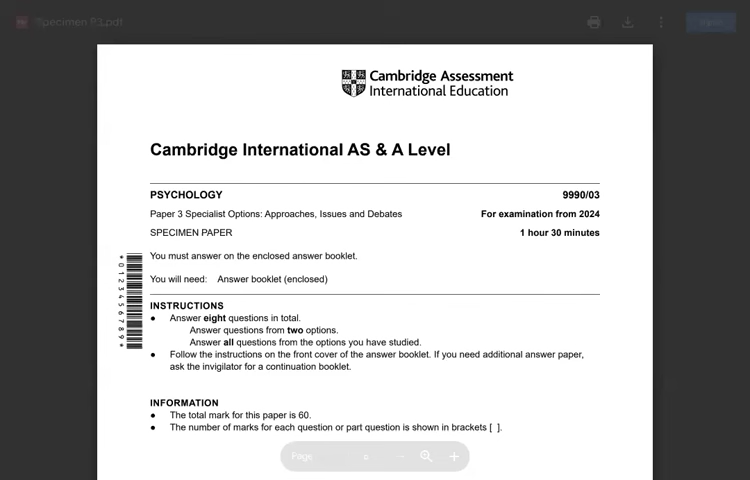 Specimen P3.pdf
Cambridge Assessment
International Education
Cambridge International AS & A Level
PSYCHOLOGY 9990/03
Paper 3 Specialist Options: Approaches, Issues and Debates For examination from 2024
SPECIMEN PAPER 1 hour 30 minutes
You must answer on the enclosed answer booklet.
You will need: Answer booklet (enclosed)
*0123456789*
INSTRUCTIONS
● Answer eight questions in total.
Answer questions from two options.
Answer all questions from the options you have studied.
● Follow the instructions on the front cover of the answer booklet. If you need additional answer paper,
ask the invigilator for a continuation booklet.
INFORMATION
● The total mark for this paper is 60.
● The number of marks for each question or part question is shown in brackets [ ].
Page